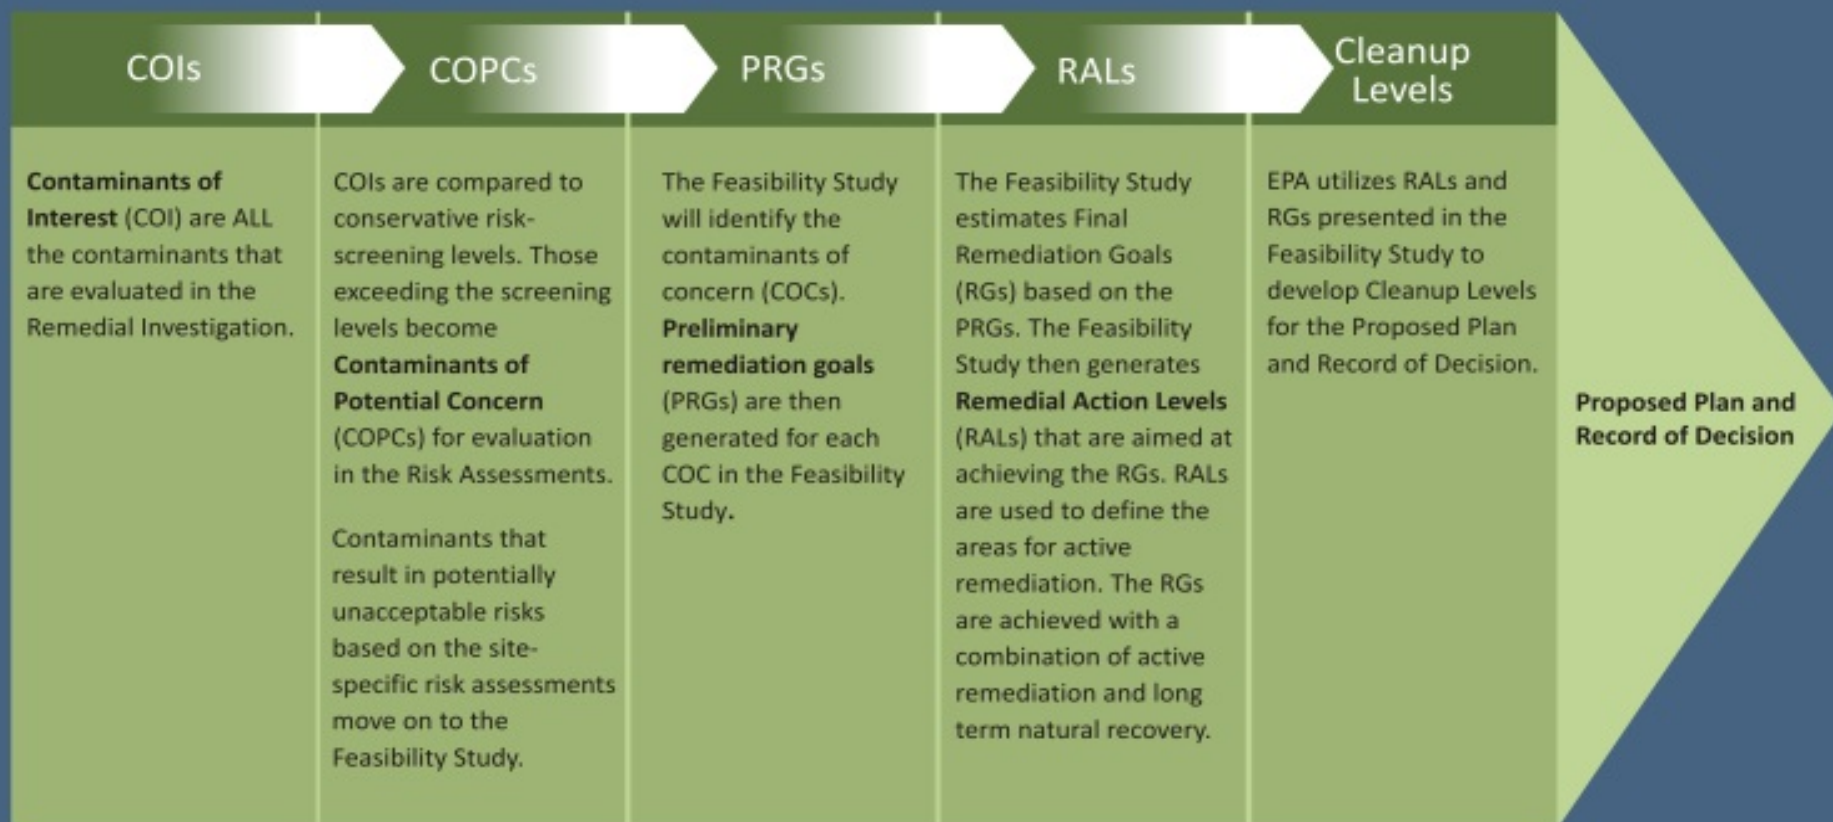 COIs
COPCs
PRGs
RALs
Cleanup
Levels
Contaminants of
Interest (COI) are ALL
the contaminants that
are evaluated in the
Remedial Investigation.
COIs are compared to
conservative risk-
screening levels. Those
exceeding the screening
levels become
Contaminants of
Potential Concern
(COPCs) for evaluation
in the Risk Assessments.
Contaminants that
result in potentially
unacceptable risks
based on the site-
specific risk assessments
move on to the
Feasibility Study.
The Feasibility Study
will identify the
contaminants of
concern (COCs).
Preliminary
remediation goals
(PRGs) are then
generated for each
COC in the Feasibility
Study.
The Feasibility Study
estimates Final
Remediation Goals
(RGs) based on the
PRGs. The Feasibility
Study then generates
Remedial Action Levels
(RALs) that are aimed at
achieving the RGs. RALs
are used to define the
areas for active
remediation. The RGs
are achieved with a
combination of active
remediation and long
term natural recovery.
EPA utilizes RALs and
RGs presented in the
Feasibility Study to
develop Cleanup Levels
for the Proposed Plan
and Record of Decision.
Proposed Plan and
Record of Decision